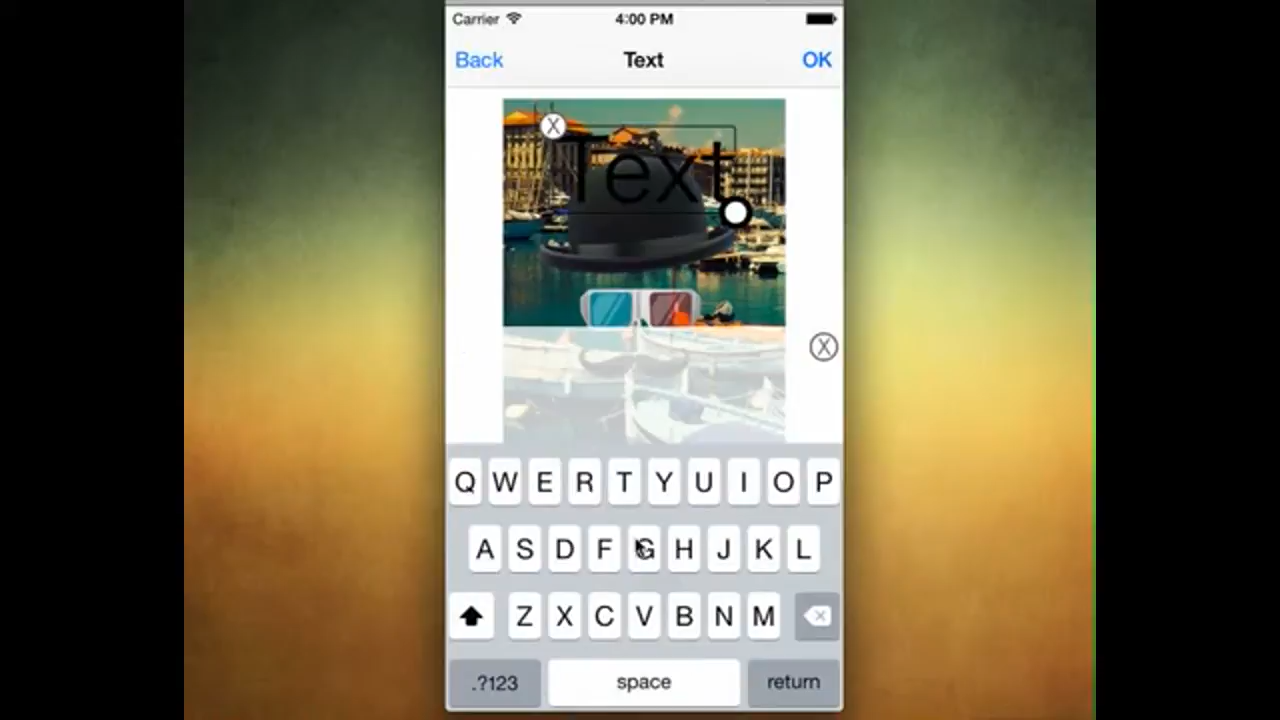 Carrier 4:00 PM
Back Text OK
X
Text
X
Q W E R T Y U I O P
A S D F G H J K L
Z X C V B N M
.?123 space return